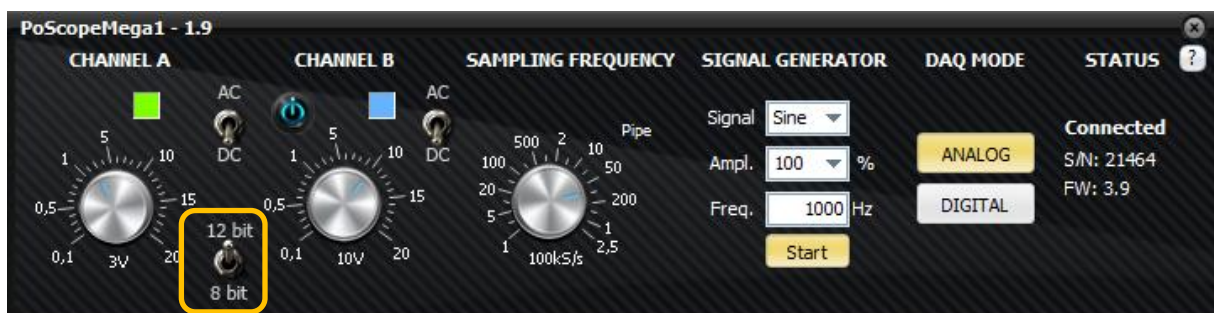 PoScopeMega1 - 1.9
CHANNEL A
CHANNEL B
SAMPLING FREQUENCY
SIGNAL GENERATOR
DAQ MODE
STATUS
?
AC
DC
0,1
0,5
1
5
10
15
20
3V
12 bit
8 bit
AC
DC
0,1
0,5
1
5
10
15
20
10V
1
5
20
100
500
2
10
50
200
1
2,5
Pipe
100kS/s
Signal Sine
Ampl. 100 %
Freq. 1000 Hz
Start
ANALOG
DIGITAL
Connected
S/N: 21464
FW: 3.9